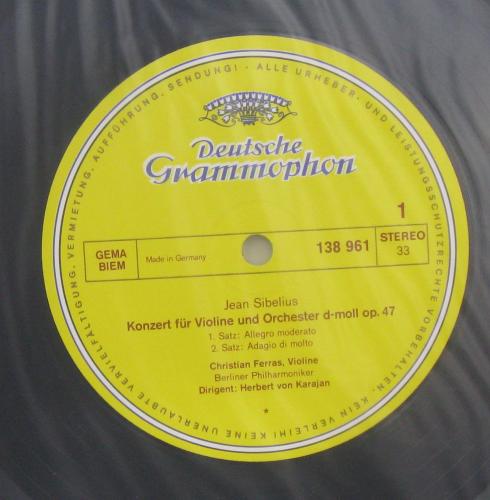 Deutsche
Grammophon
1
GEMA
BIEM
Made in Germany
138 961
STEREO
33
Jean Sibelius
Konzert für Violine und Orchester d-moll op. 47
1. Satz: Allegro moderato
2. Satz: Adagio di molto
Christian Ferras, Violine
Berliner Philharmoniker
Dirigent: Herbert von Karajan
*
ALLE URHEBER- UND LEISTUNGSSCHUTZRECHTE VORBEHALTEN. KEIN VERLEIH! KEINE UNERLAUBTE VERVIELFÄLTIGUNG, VERMIETUNG, AUFFÜHRUNG, SENDUNG! -